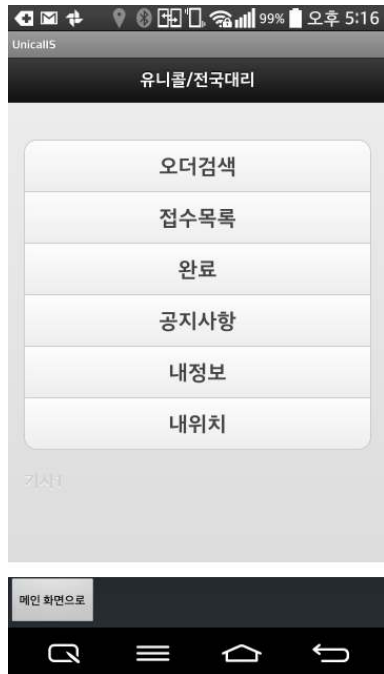 99% 오후 5:16
UnicallS
유니콜/전국대리
오더검색
접수목록
완료
공지사항
내정보
내위치
기사1
메인 화면으로